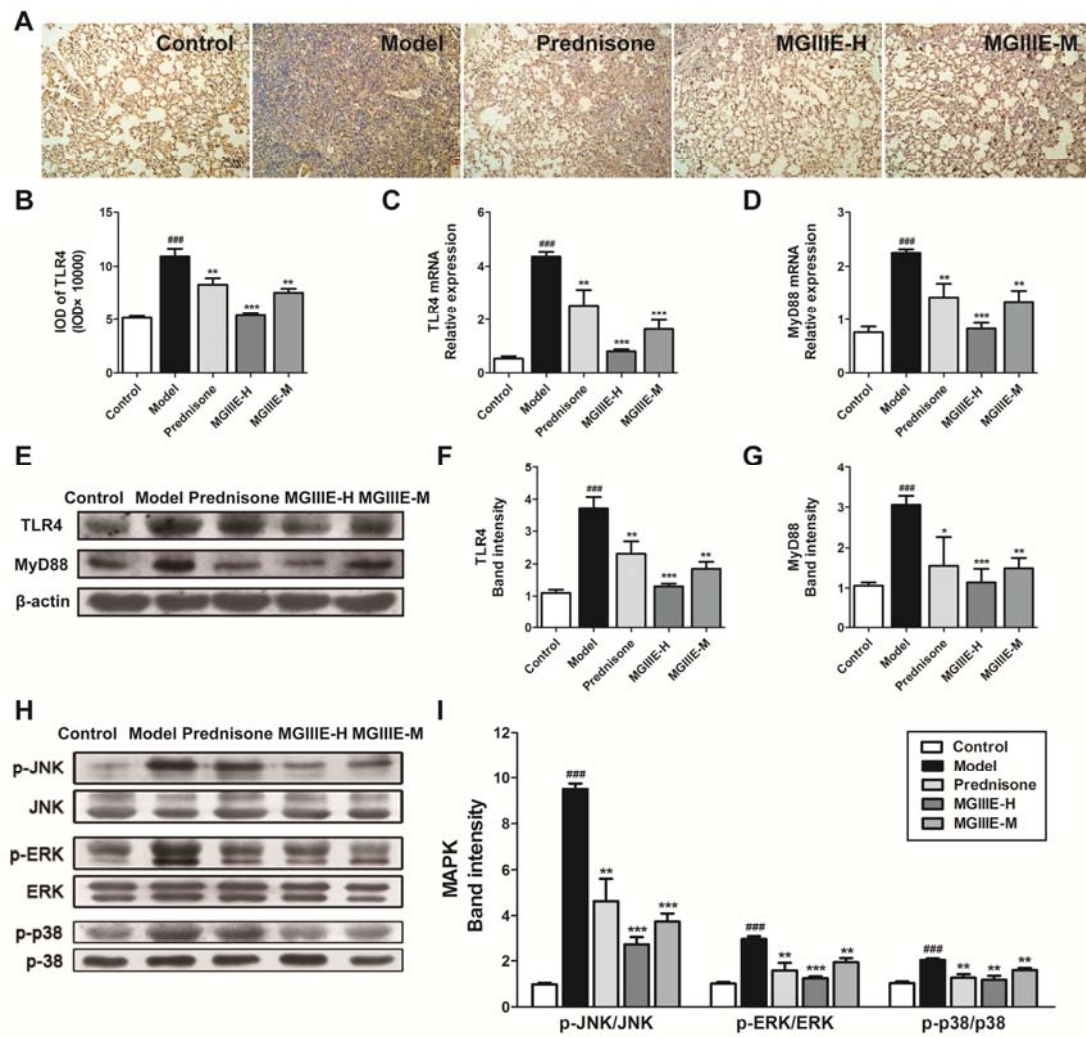 A
Control
Model
Prednisone
MGIIIE-H
MGIIIE-M
B
IOD of TLR4
(IOD× 10000)
15
10
5
0
###
**
***
**
Control
Model
Prednisone
MGIIIE-H
MGIIIE-M
C
TLR4 mRNA
Relative expression
6
4
2
0
###
**
***
***
Control
Model
Prednisone
MGIIIE-H
MGIIIE-M
D
MyD88 mRNA
Relative expression
3
2
1
0
###
**
***
**
Control
Model
Prednisone
MGIIIE-H
MGIIIE-M
E
Control Model Prednisone MGIIIE-H MGIIIE-M
TLR4
MyD88
β-actin
F
TLR4
Band intensity
5
4
3
2
1
0
###
**
***
**
Control
Model
Prednisone
MGIIIE-H
MGIIIE-M
G
MyD88
Band intensity
4
3
2
1
0
###
*
***
**
Control
Model
Prednisone
MGIIIE-H
MGIIIE-M
H
Control Model Prednisone MGIIIE-H MGIIIE-M
p-JNK
JNK
p-ERK
ERK
p-p38
p-38
I
MAPK
Band intensity
12
10
8
6
4
2
0
###
**
***
***
###
**
***
**
###
**
**
**
p-JNK/JNK
p-ERK/ERK
p-p38/p38
Control
Model
Prednisone
MGIIIE-H
MGIIIE-M